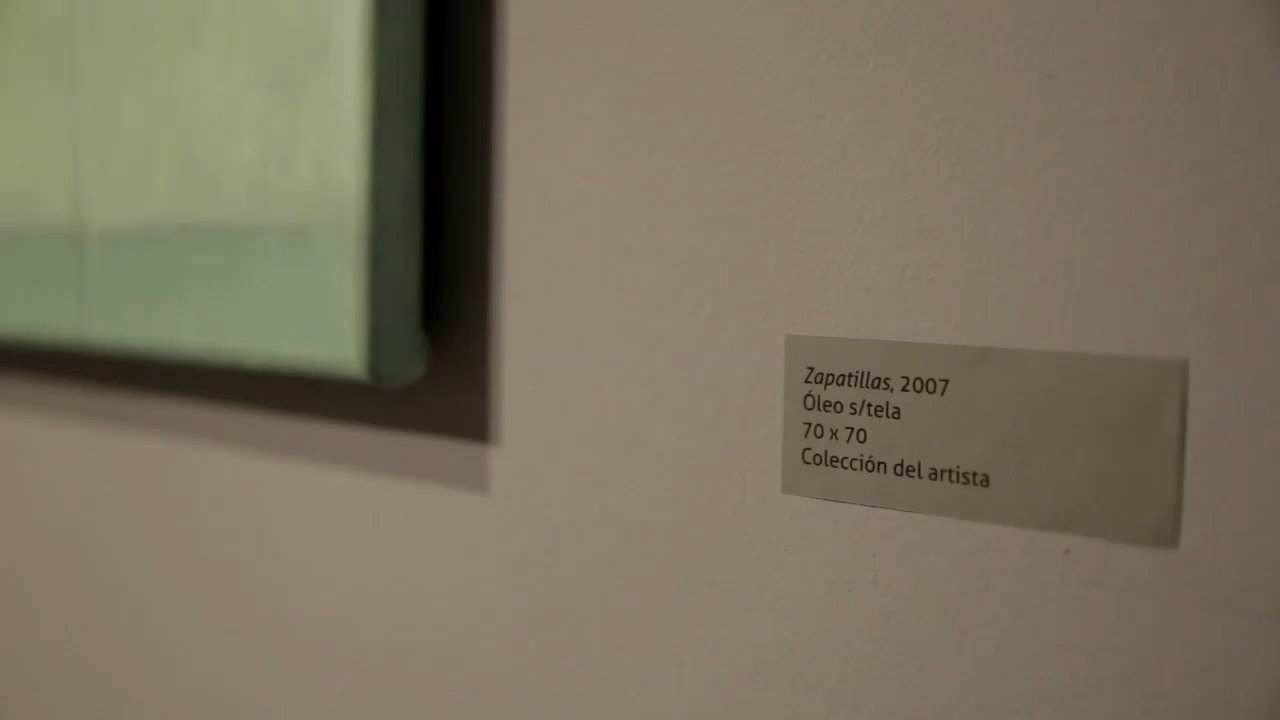 Zapatillas, 2007
Óleo s/tela
70 x 70
Colección del artista